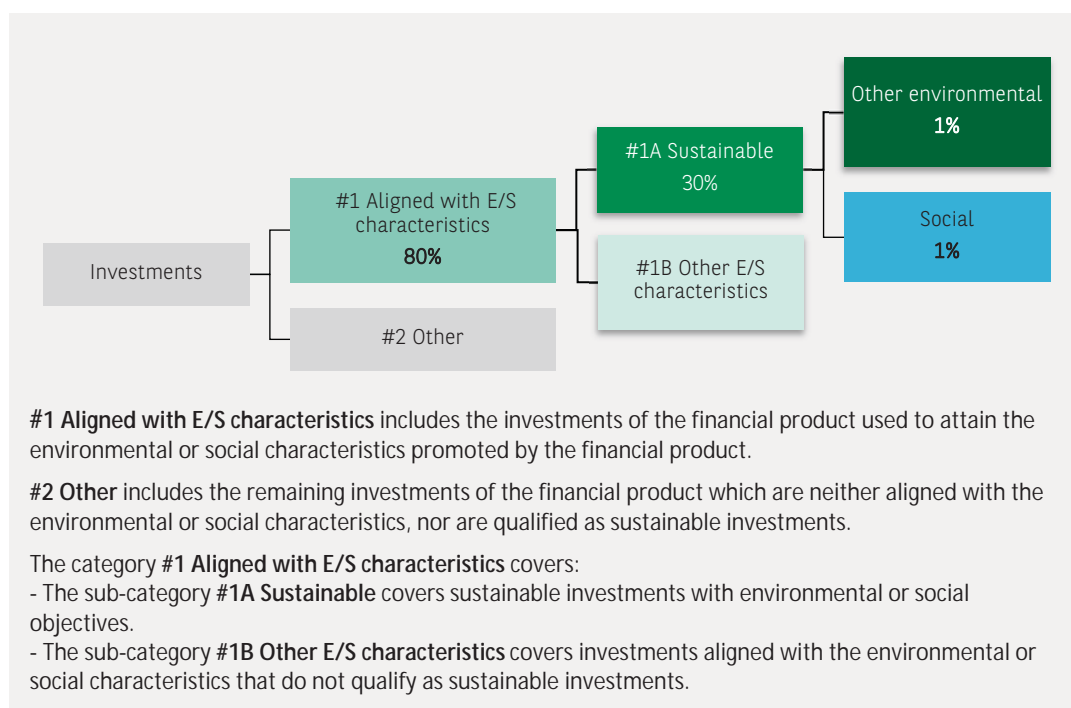 Other environmental
1%
#1A Sustainable
30%
#1 Aligned with E/S
characteristics
80%
Social
1%
Investments
#1B Other E/S
characteristics
#2 Other
#1 Aligned with E/S characteristics includes the investments of the financial product used to attain the
environmental or social characteristics promoted by the financial product.
#2 Other includes the remaining investments of the financial product which are neither aligned with the
environmental or social characteristics, nor are qualified as sustainable investments.
The category #1 Aligned with E/S characteristics covers:
- The sub-category #1A Sustainable covers sustainable investments with environmental or social
objectives.
- The sub-category #1B Other E/S characteristics covers investments aligned with the environmental or
social characteristics that do not qualify as sustainable investments.